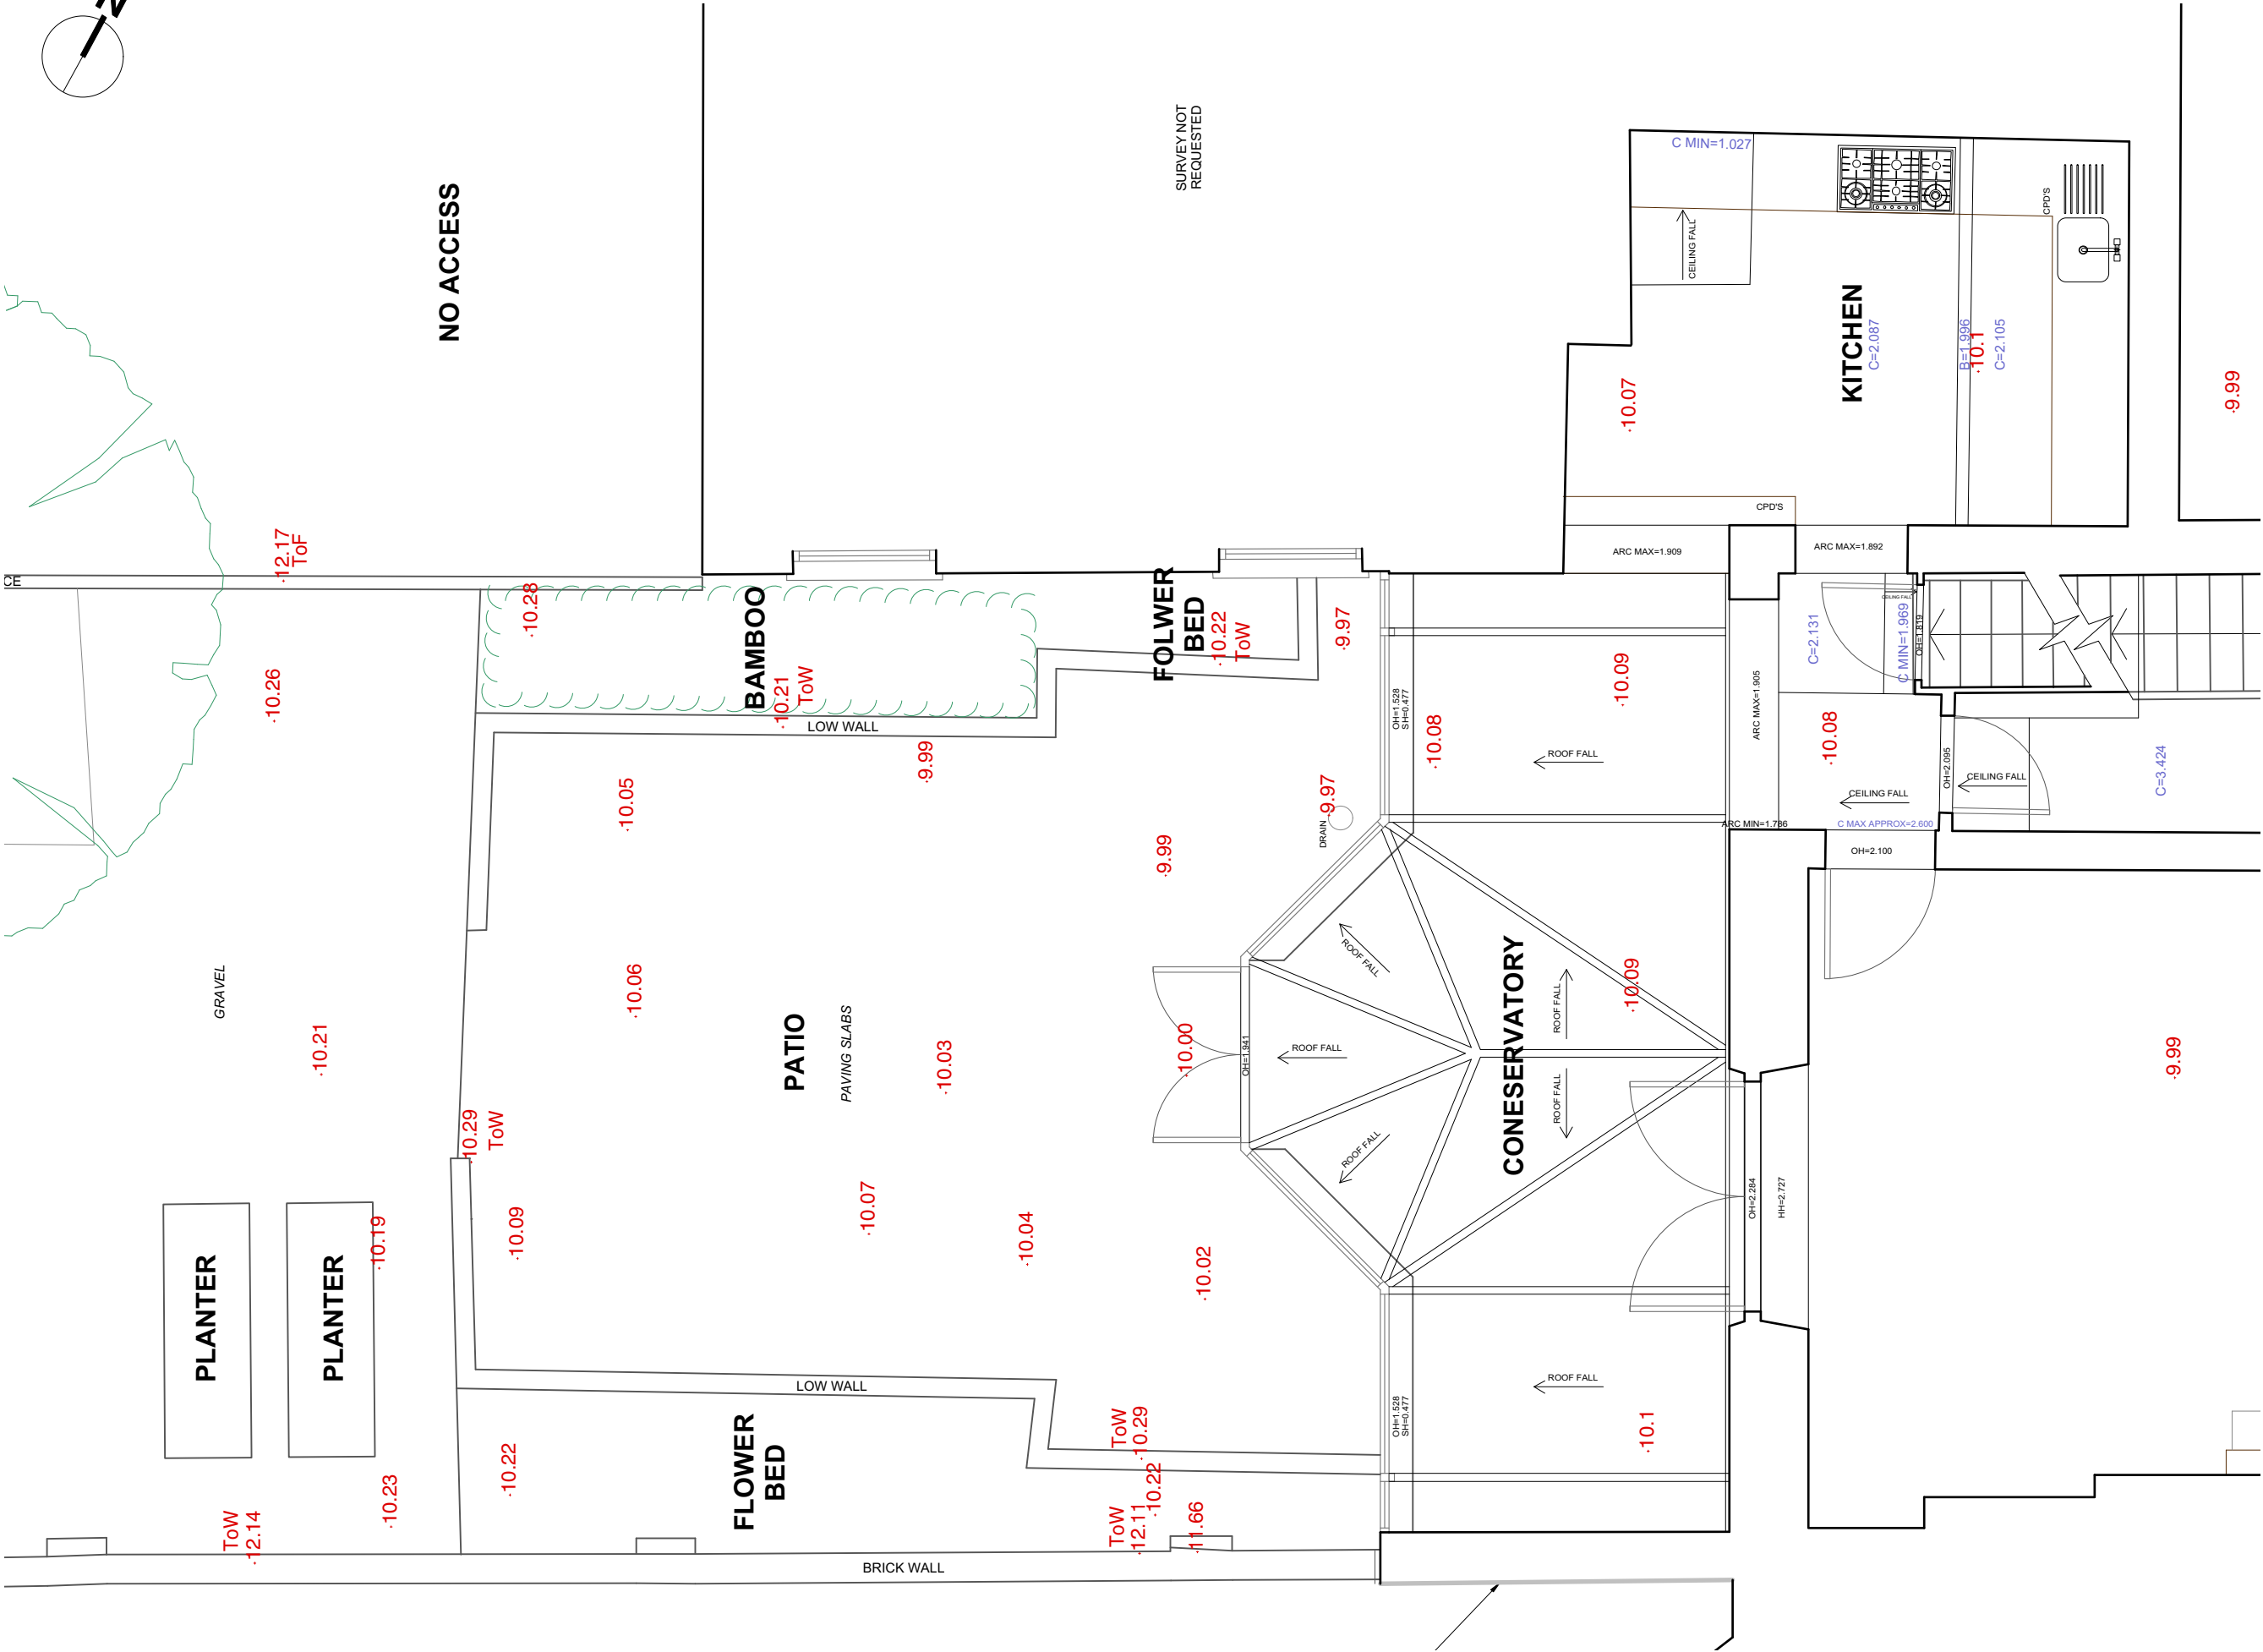 N
NO ACCESS
SURVEY NOT
REQUESTED
C MIN=1.027
CEILING FALL
CPD'S
KITCHEN
C=2.087
B=1.996
10.1
C=2.105
10.07
9.99
CPD'S
ARC MAX=1.909
ARC MAX=1.892
12.17
ToF
CE
10.28
BAMBOO
10.21
ToW
LOW WALL
FOLWER
BED
10.22
ToW
9.97
10.26
10.09
C=2.131
CEILING FALL
C MIN=1.969
OH=1.819
OH=1.528
SH=0.477
10.08
ROOF FALL
ARC MAX=1.905
10.08
OH=2.095
CEILING FALL
CEILING FALL
C=3.424
10.05
9.99
9.99
9.97
DRAIN
ARC MIN=1.786
C MAX APPROX=2.600
OH=2.100
GRAVEL
10.21
10.06
PATIO
PAVING SLABS
10.03
10.00
OH=1.941
ROOF FALL
ROOF FALL
ROOF FALL
CONESERVATORY
ROOF FALL
ROOF FALL
10.09
9.99
10.29
ToW
10.09
10.07
10.04
10.02
OH=2.284
HH=2.727
PLANTER
PLANTER
10.19
LOW WALL
OH=1.528
SH=0.477
ROOF FALL
10.1
FLOWER
BED
10.22
10.23
ToW
12.14
ToW
10.29
10.22
ToW
12.11
11.66
BRICK WALL